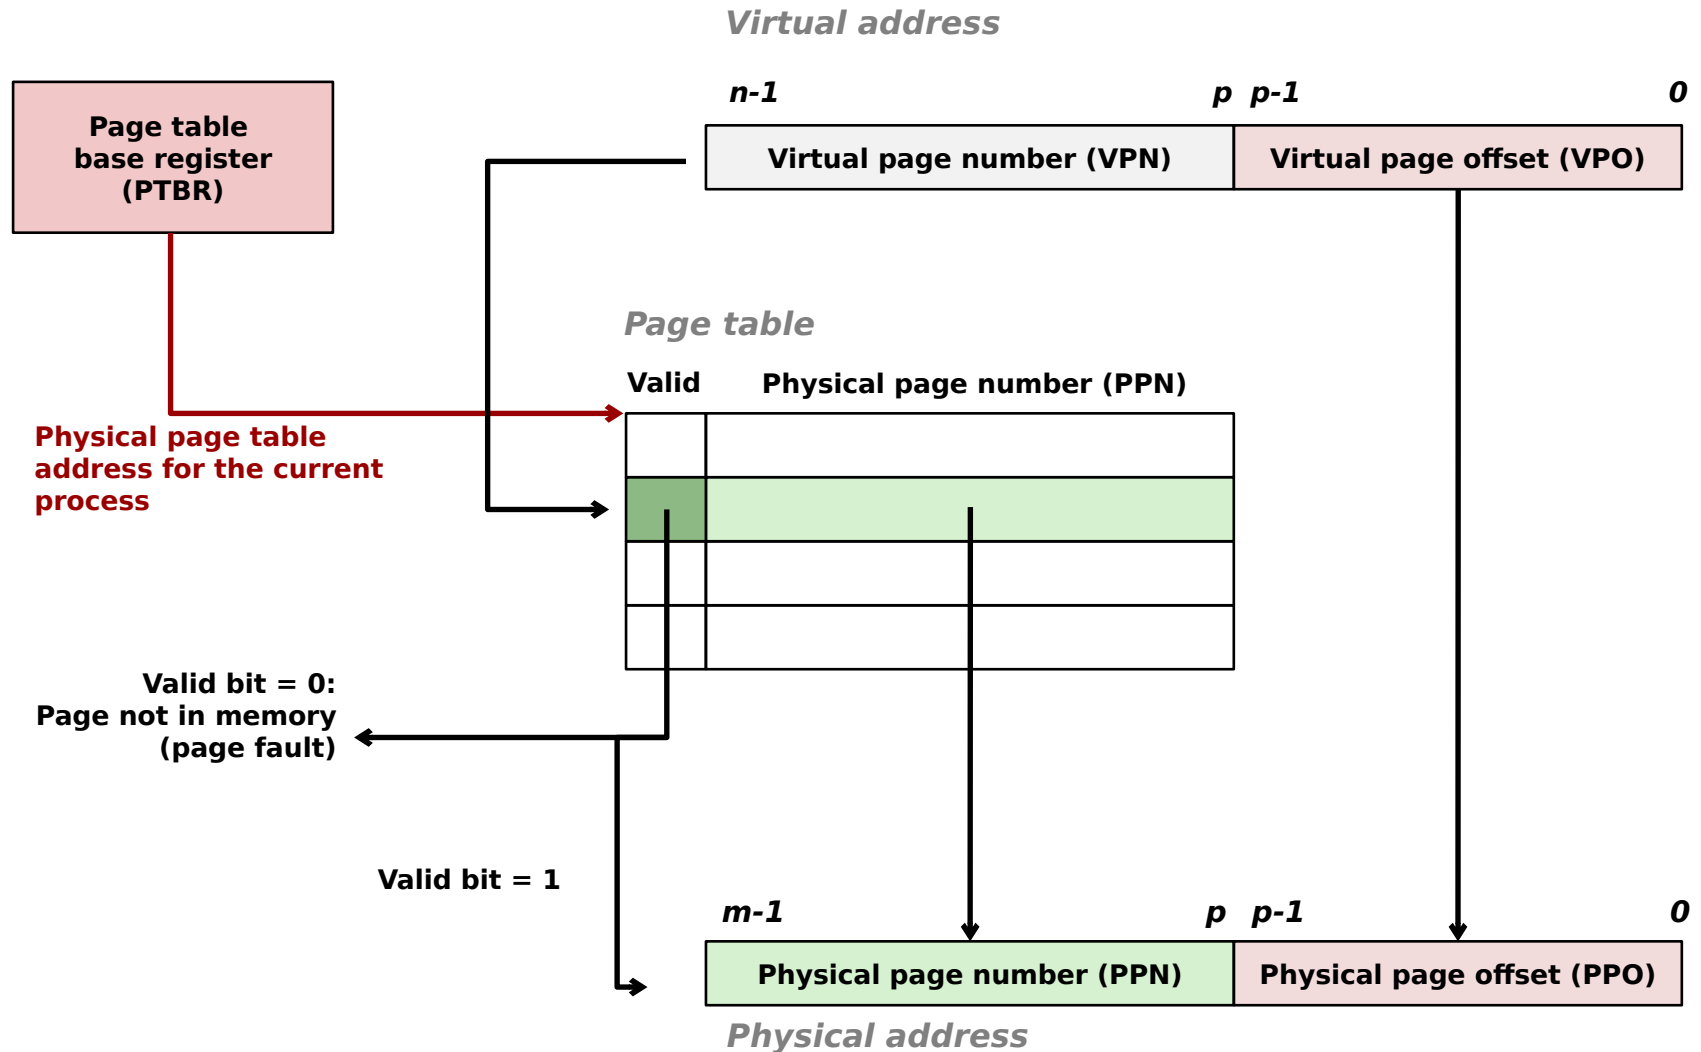 Virtual address
n-1 p p-1 0
Page table
base register
(PTBR)
Virtual page number (VPN) Virtual page offset (VPO)
Page table
Valid Physical page number (PPN)
Physical page table
address for the current
process
Valid bit = 0:
Page not in memory
(page fault)
Valid bit = 1
m-1 p p-1 0
Physical page number (PPN) Physical page offset (PPO)
Physical address